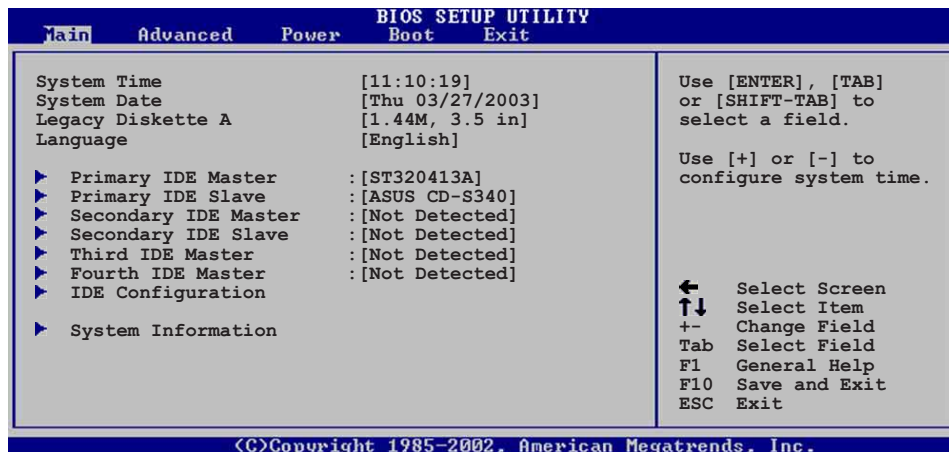 BIOS SETUP UTILITY
Main Advanced Power Boot Exit
System Time [11:10:19]
System Date [Thu 03/27/2003]
Legacy Diskette A [1.44M, 3.5 in]
Language [English]
Primary IDE Master :[ST320413A]
Primary IDE Slave :[ASUS CD-S340]
Secondary IDE Master :[Not Detected]
Secondary IDE Slave :[Not Detected]
Third IDE Master :[Not Detected]
Fourth IDE Master :[Not Detected]
IDE Configuration
System Information
Use [ENTER], [TAB]
or [SHIFT-TAB] to
select a field.
Use [+] or [-] to
configure system time.
← Select Screen
↑↓ Select Item
+- Change Field
Tab Select Field
F1 General Help
F10 Save and Exit
ESC Exit
(C)Copyright 1985-2002, American Megatrends, Inc.